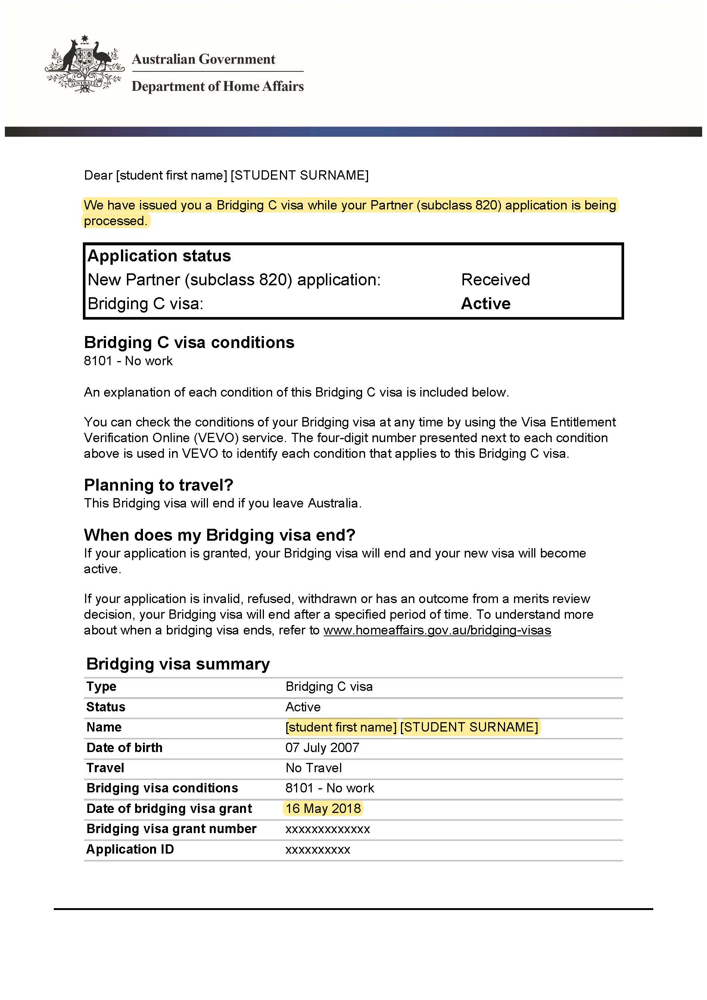 AUSTRALIA
Australian Government
Department of Home Affairs
Dear [student first name] [STUDENT SURNAME]
We have issued you a Bridging C visa while your Partner (subclass 820) application is being
processed.
Application status
New Partner (subclass 820) application: Received
Bridging C visa: Active
Bridging C visa conditions
8101 - No work
An explanation of each condition of this Bridging C visa is included below.
You can check the conditions of your Bridging visa at any time by using the Visa Entitlement
Verification Online (VEVO) service. The four-digit number presented next to each condition
above is used in VEVO to identify each condition that applies to this Bridging C visa.
Planning to travel?
This Bridging visa will end if you leave Australia.
When does my Bridging visa end?
If your application is granted, your Bridging visa will end and your new visa will become
active.
If your application is invalid, refused, withdrawn or has an outcome from a merits review
decision, your Bridging visa will end after a specified period of time. To understand more
about when a bridging visa ends, refer to www.homeaffairs.gov.au/bridging-visas
Bridging visa summary
Type Bridging C visa
Status Active
Name [student first name] [STUDENT SURNAME]
Date of birth 07 July 2007
Travel No Travel
Bridging visa conditions 8101 - No work
Date of bridging visa grant 16 May 2018
Bridging visa grant number xxxxxxxxxxxxx
Application ID xxxxxxxxxx